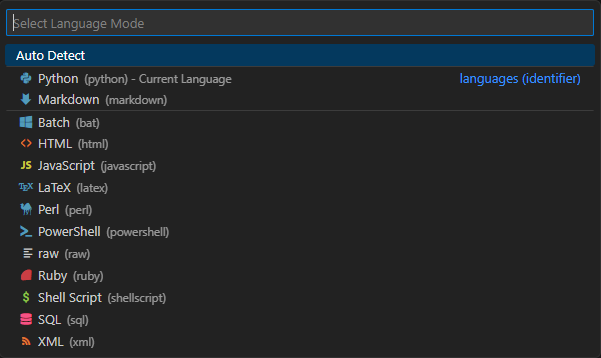 Select Language Mode
Auto Detect
Python (python) - Current Language languages (identifier)
Markdown (markdown)
Batch (bat)
HTML (html)
JS JavaScript (javascript)
TEX LaTeX (latex)
Perl (perl)
PowerShell (powershell)
raw (raw)
Ruby (ruby)
$ Shell Script (shellscript)
SQL (sql)
XML (xml)